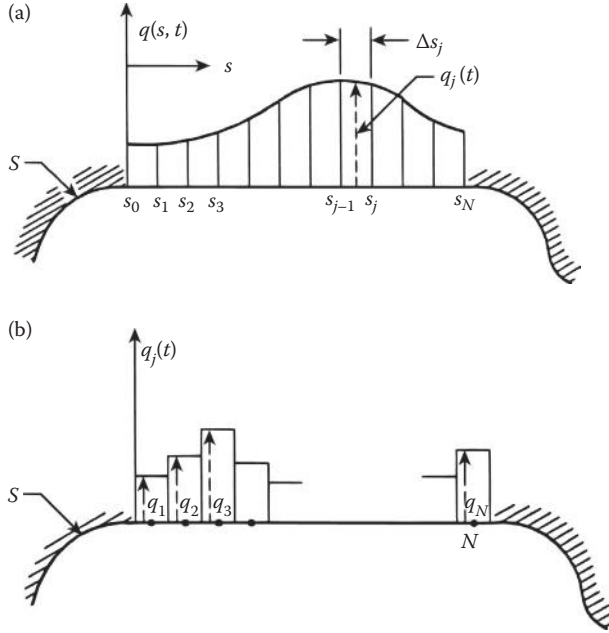 (a)
q(s, t)
Δs_j
s
q_j(t)
S
s_0 s_1 s_2 s_3 s_{j–1} s_j s_N
(b)
q_j(t)
S
q_1 q_2 q_3 q_N
N